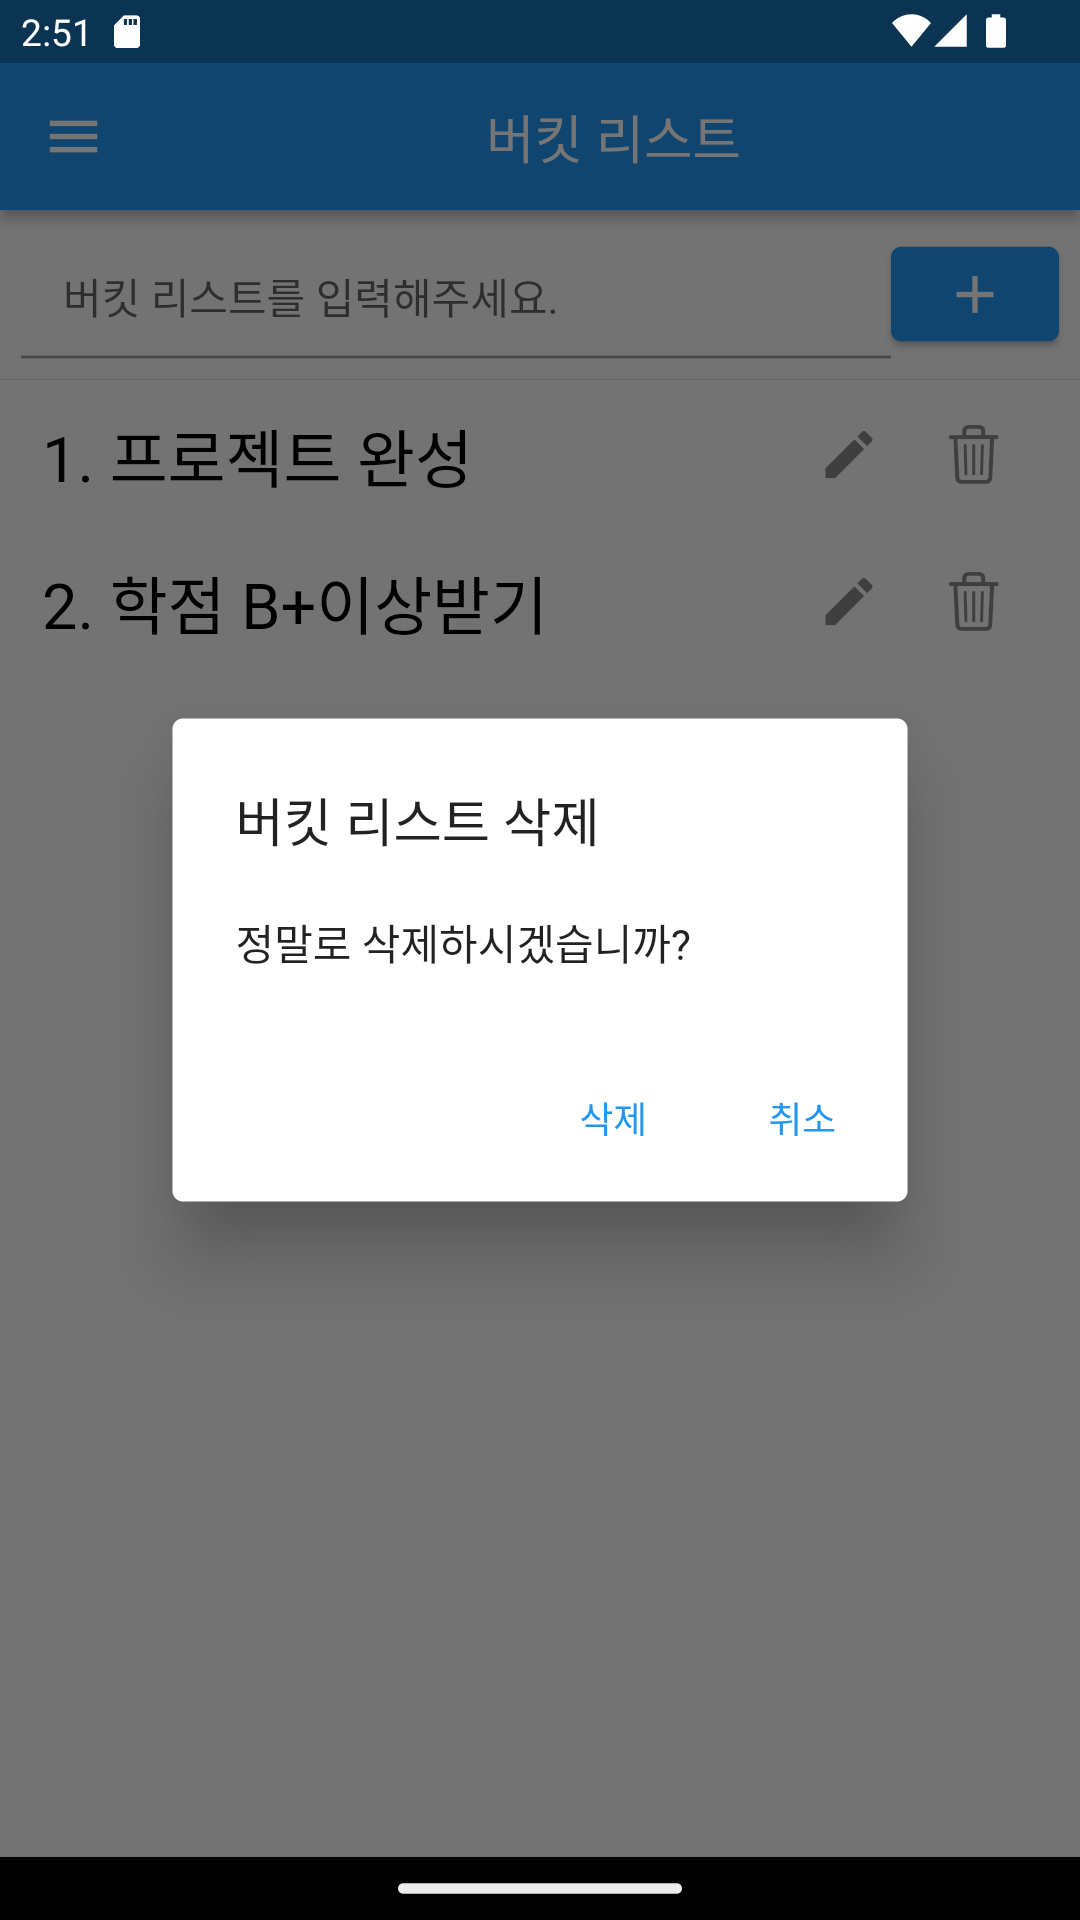 2:51
버킷 리스트
버킷 리스트를 입력해주세요.
1. 프로젝트 완성
2. 학점 B+이상받기
버킷 리스트 삭제
정말로 삭제하시겠습니까?
삭제 취소